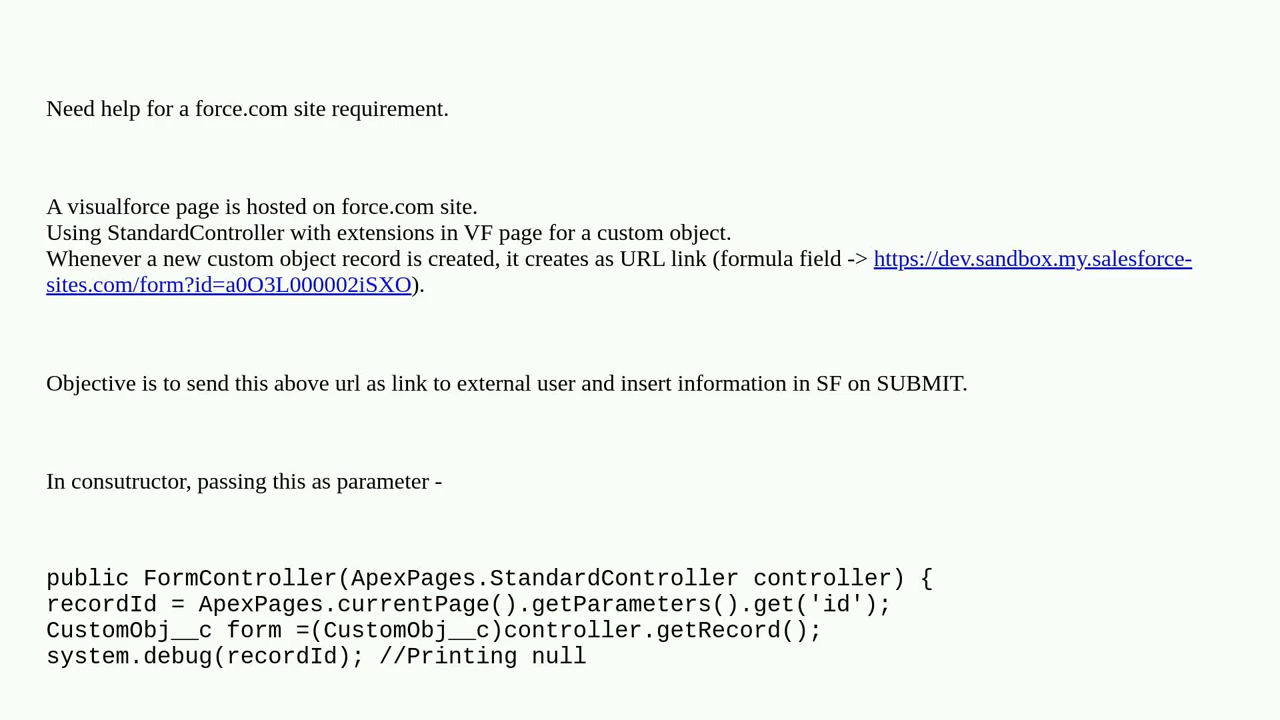 Need help for a force.com site requirement.
A visualforce page is hosted on force.com site.
Using StandardController with extensions in VF page for a custom object.
Whenever a new custom object record is created, it creates as URL link (formula field -> https://dev.sandbox.my.salesforce-
sites.com/form?id=a0O3L000002iSXO).
Objective is to send this above url as link to external user and insert information in SF on SUBMIT.
In consutructor, passing this as parameter -
public FormController(ApexPages.StandardController controller) {
recordId = ApexPages.currentPage().getParameters().get('id');
CustomObj__c form =(CustomObj__c)controller.getRecord();
system.debug(recordId); //Printing null